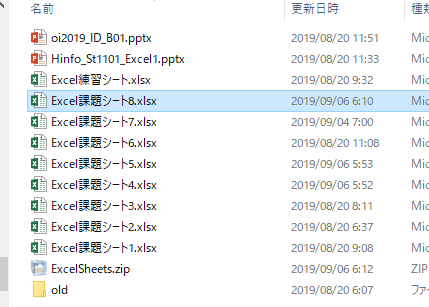 名前 更新日時 種類
oi2019_ID_B01.pptx 2019/08/20 11:51 Mic
Hinfo_St1101_Excel1.pptx 2019/08/20 11:33 Mic
Excel練習シート.xlsx 2019/08/20 9:32 Mic
Excel課題シート8.xlsx 2019/09/06 6:10 Mic
Excel課題シート7.xlsx 2019/09/04 7:00 Mic
Excel課題シート6.xlsx 2019/08/20 11:08 Mic
Excel課題シート5.xlsx 2019/09/06 5:53 Mic
Excel課題シート4.xlsx 2019/09/06 5:52 Mic
Excel課題シート3.xlsx 2019/08/20 8:11 Mic
Excel課題シート2.xlsx 2019/08/20 6:37 Mic
Excel課題シート1.xlsx 2019/08/20 9:08 Mic
ExcelSheets.zip 2019/09/06 6:12 ZIP
old 2019/08/20 6:07 ファ